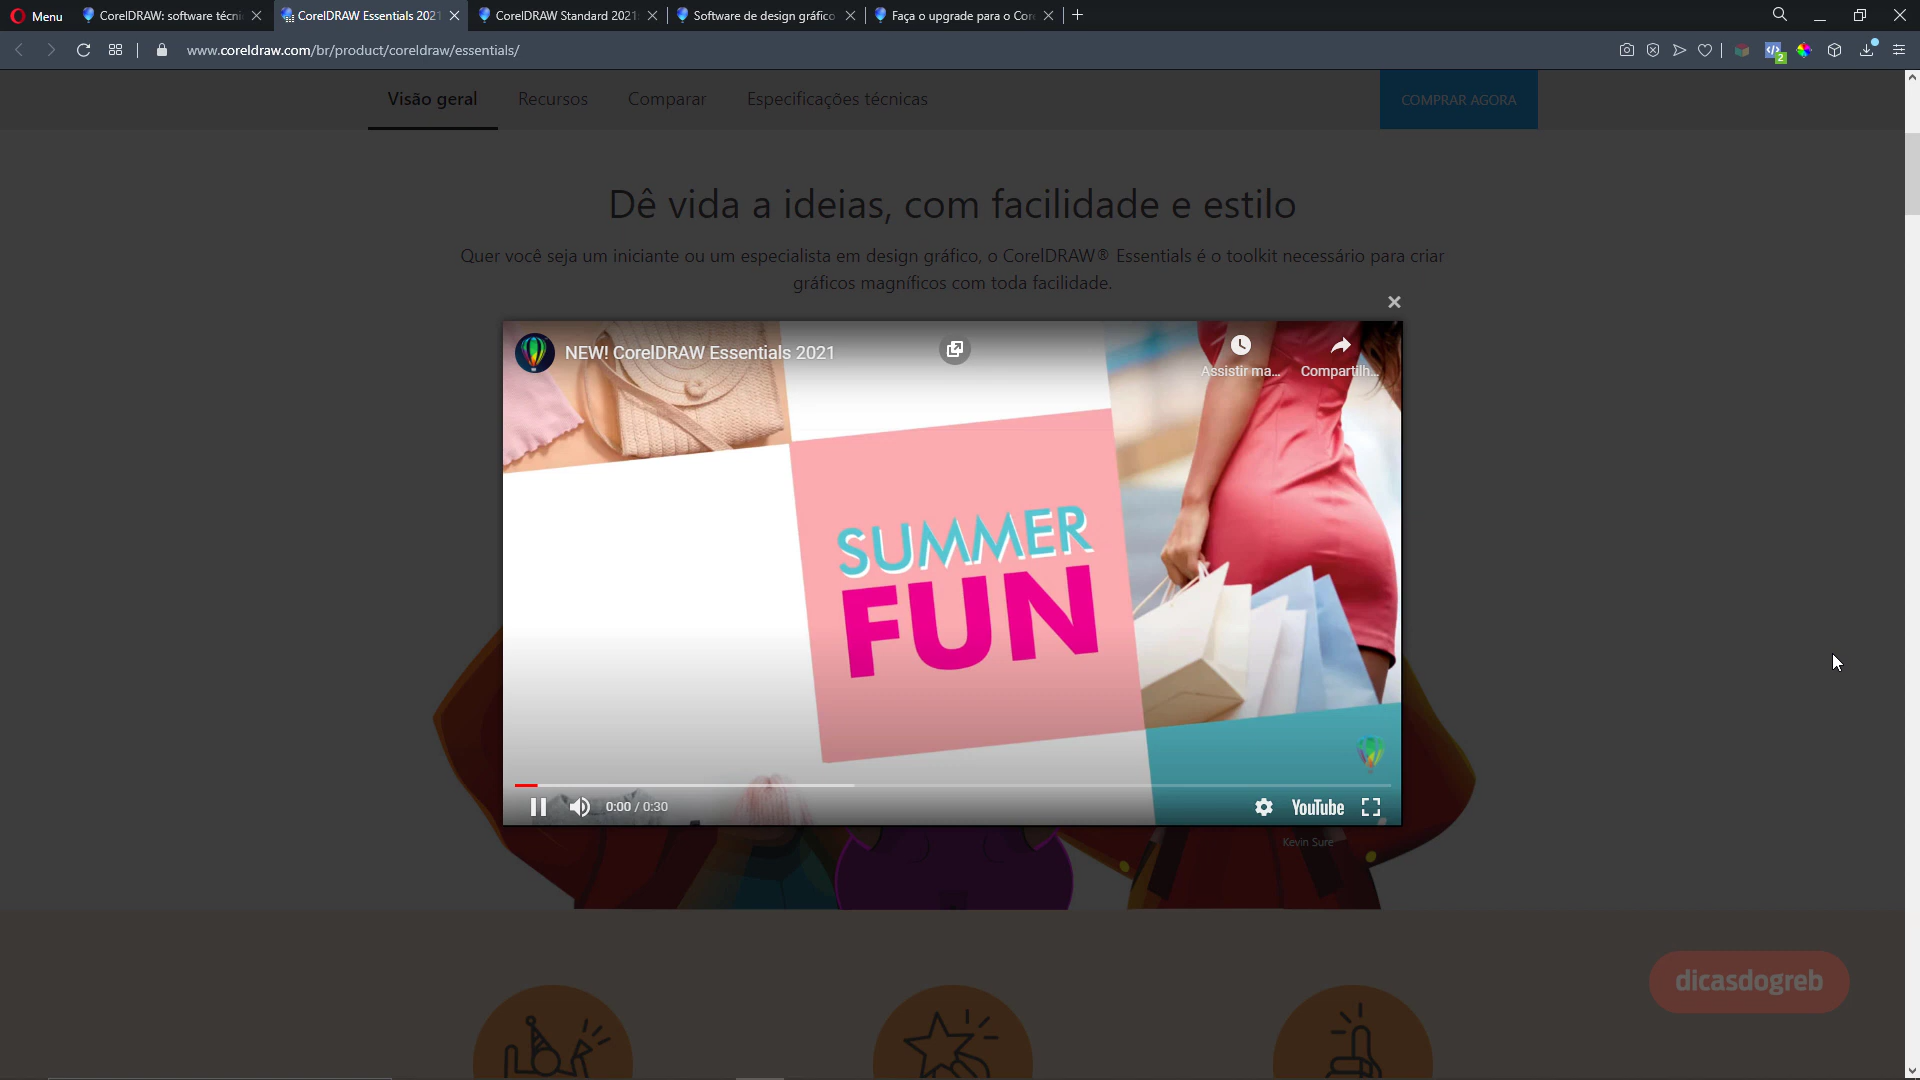 Menu
CorelDRAW: software técni
CorelDRAW Essentials 2021
CorelDRAW Standard 2021
Software de design gráfico
Faça o upgrade para o Cor
www.coreldraw.com/br/product/coreldraw/essentials/
2
Visão geral
Recursos
Comparar
Especificações técnicas
COMPRAR AGORA
Dê vida a ideias, com facilidade e estilo
Quer você seja um iniciante ou um especialista em design gráfico, o CorelDRAW® Essentials é o toolkit necessário para criar
gráficos magníficos com toda facilidade.
NEW! CorelDRAW Essentials 2021
Assistir ma...
Compartilh...
SUMMER
FUN
0:00 / 0:30
YouTube
Kevin Sure
dicasdogreb